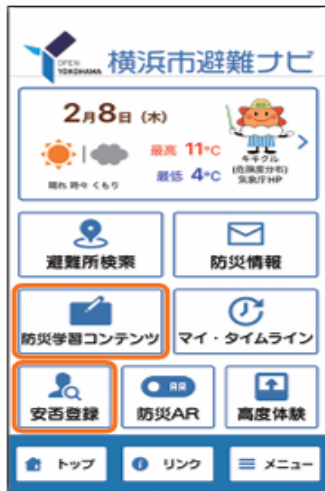 OPEN
YOKOHAMA
横浜市避難ナビ
2月8日 (木)
最高 11℃
最低 4℃
晴れ 時々 くもり
キキクル
(危険度分布)
気象庁HP
避難所検索
防災情報
防災学習コンテンツ
マイ・タイムライン
安否登録
AR
防災AR
高度体験
トップ
リンク
メニュー